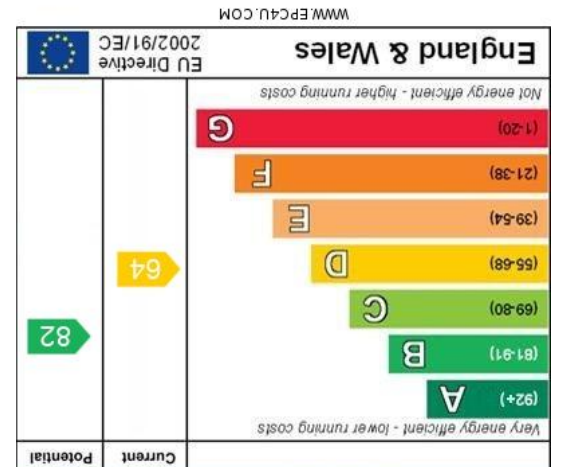 Current Potential
Very energy efficient - lower running costs
(92+) A
(81-91) B
82
(69-80) C
(55-68) D
64
(39-54) E
(21-38) F
(1-20) G
Not energy efficient - higher running costs
England & Wales
EU Directive
2002/91/EC
WWW.EPC4U.COM